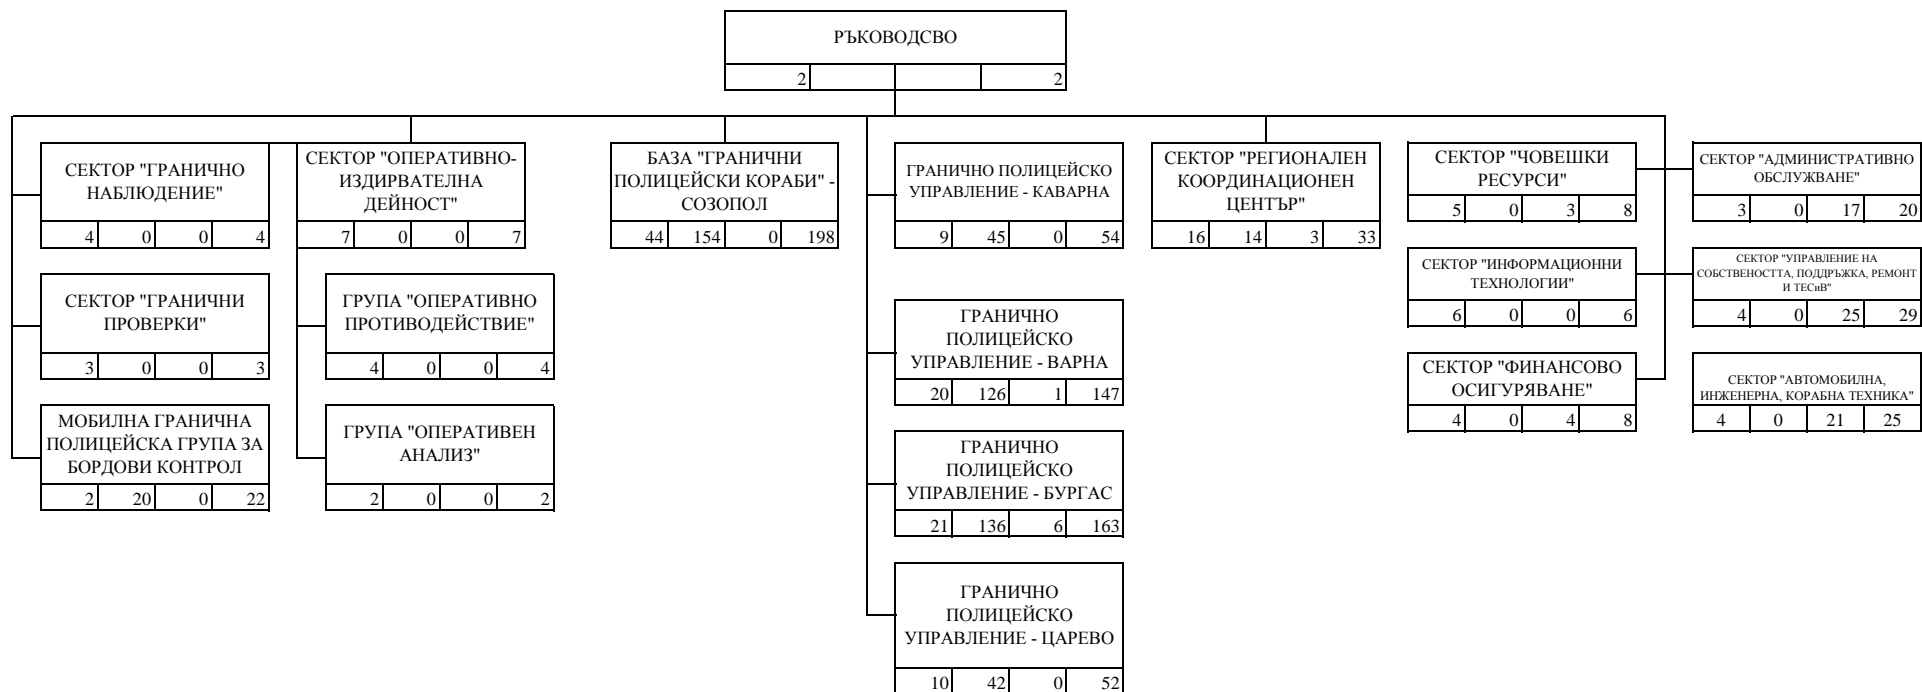 РЪКОВОДСВО
2 2
СЕКТОР "ГРАНИЧНО
НАБЛЮДЕНИЕ"
4 0 0 4
СЕКТОР "ГРАНИЧНИ
ПРОВЕРКИ"
3 0 0 3
МОБИЛНА ГРАНИЧНА
ПОЛИЦЕЙСКА ГРУПА ЗА
БОРДОВИ КОНТРОЛ
2 20 0 22
СЕКТОР "ОПЕРАТИВНО-
ИЗДИРВАТЕЛНА
ДЕЙНОСТ"
7 0 0 7
ГРУПА "ОПЕРАТИВНО
ПРОТИВОДЕЙСТВИЕ"
4 0 0 4
ГРУПА "ОПЕРАТИВЕН
АНАЛИЗ"
2 0 0 2
БАЗА "ГРАНИЧНИ
ПОЛИЦЕЙСКИ КОРАБИ" -
СОЗОПОЛ
44 154 0 198
ГРАНИЧНО ПОЛИЦЕЙСКО
УПРАВЛЕНИЕ - КАВАРНА
9 45 0 54
ГРАНИЧНО
ПОЛИЦЕЙСКО
УПРАВЛЕНИЕ - ВАРНА
20 126 1 147
ГРАНИЧНО
ПОЛИЦЕЙСКО
УПРАВЛЕНИЕ - БУРГАС
21 136 6 163
ГРАНИЧНО
ПОЛИЦЕЙСКО
УПРАВЛЕНИЕ - ЦАРЕВО
10 42 0 52
СЕКТОР "РЕГИОНАЛЕН
КООРДИНАЦИОНЕН
ЦЕНТЪР"
16 14 3 33
СЕКТОР "ЧОВЕШКИ
РЕСУРСИ"
5 0 3 8
СЕКТОР "ИНФОРМАЦИОННИ
ТЕХНОЛОГИИ"
6 0 0 6
СЕКТОР "ФИНАНСОВО
ОСИГУРЯВАНЕ"
4 0 4 8
СЕКТОР "АДМИНИСТРАТИВНО
ОБСЛУЖВАНЕ"
3 0 17 20
СЕКТОР "УПРАВЛЕНИЕ НА
СОБСТВЕНОСТТА, ПОДДРЪЖКА, РЕМОНТ
И ТЕСиВ"
4 0 25 29
СЕКТОР "АВТОМОБИЛНА,
ИНЖЕНЕРНА, КОРАБНА ТЕХНИКА"
4 0 21 25